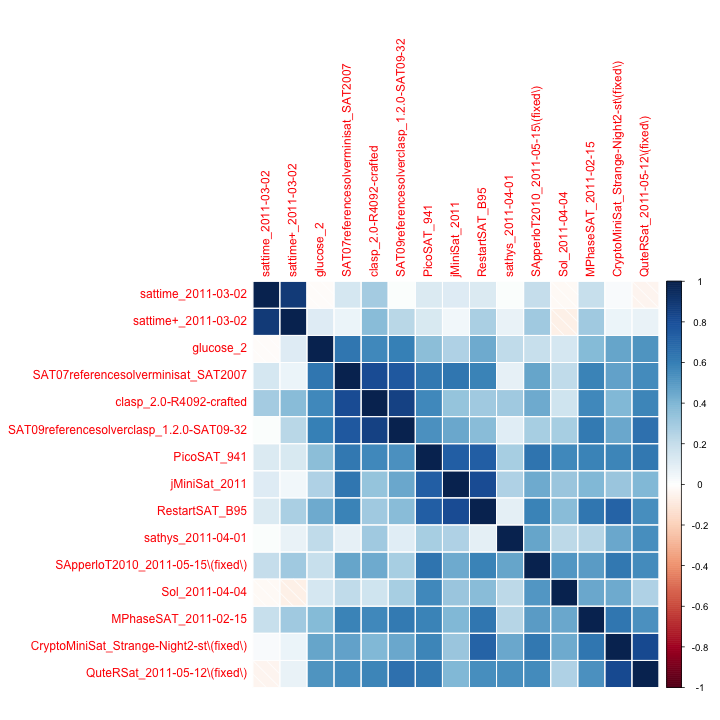 sattime_2011-03-02
sattime+_2011-03-02
glucose_2
SAT07referencesolverminisat_SAT2007
clasp_2.0-R4092-crafted
SAT09referencesolverclasp_1.2.0-SAT09-32
PicoSAT_941
jMiniSat_2011
RestartSAT_B95
sathys_2011-04-01
SApperloT2010_2011-05-15\(fixed\)
Sol_2011-04-04
MPhaseSAT_2011-02-15
CryptoMiniSat_Strange-Night2-st\(fixed\)
QuteRSat_2011-05-12\(fixed\)
sattime_2011-03-02
sattime+_2011-03-02
glucose_2
SAT07referencesolverminisat_SAT2007
clasp_2.0-R4092-crafted
SAT09referencesolverclasp_1.2.0-SAT09-32
PicoSAT_941
jMiniSat_2011
RestartSAT_B95
sathys_2011-04-01
SApperloT2010_2011-05-15\(fixed\)
Sol_2011-04-04
MPhaseSAT_2011-02-15
CryptoMiniSat_Strange-Night2-st\(fixed\)
QuteRSat_2011-05-12\(fixed\)
1
0.8
0.6
0.4
0.2
0
-0.2
-0.4
-0.6
-0.8
-1